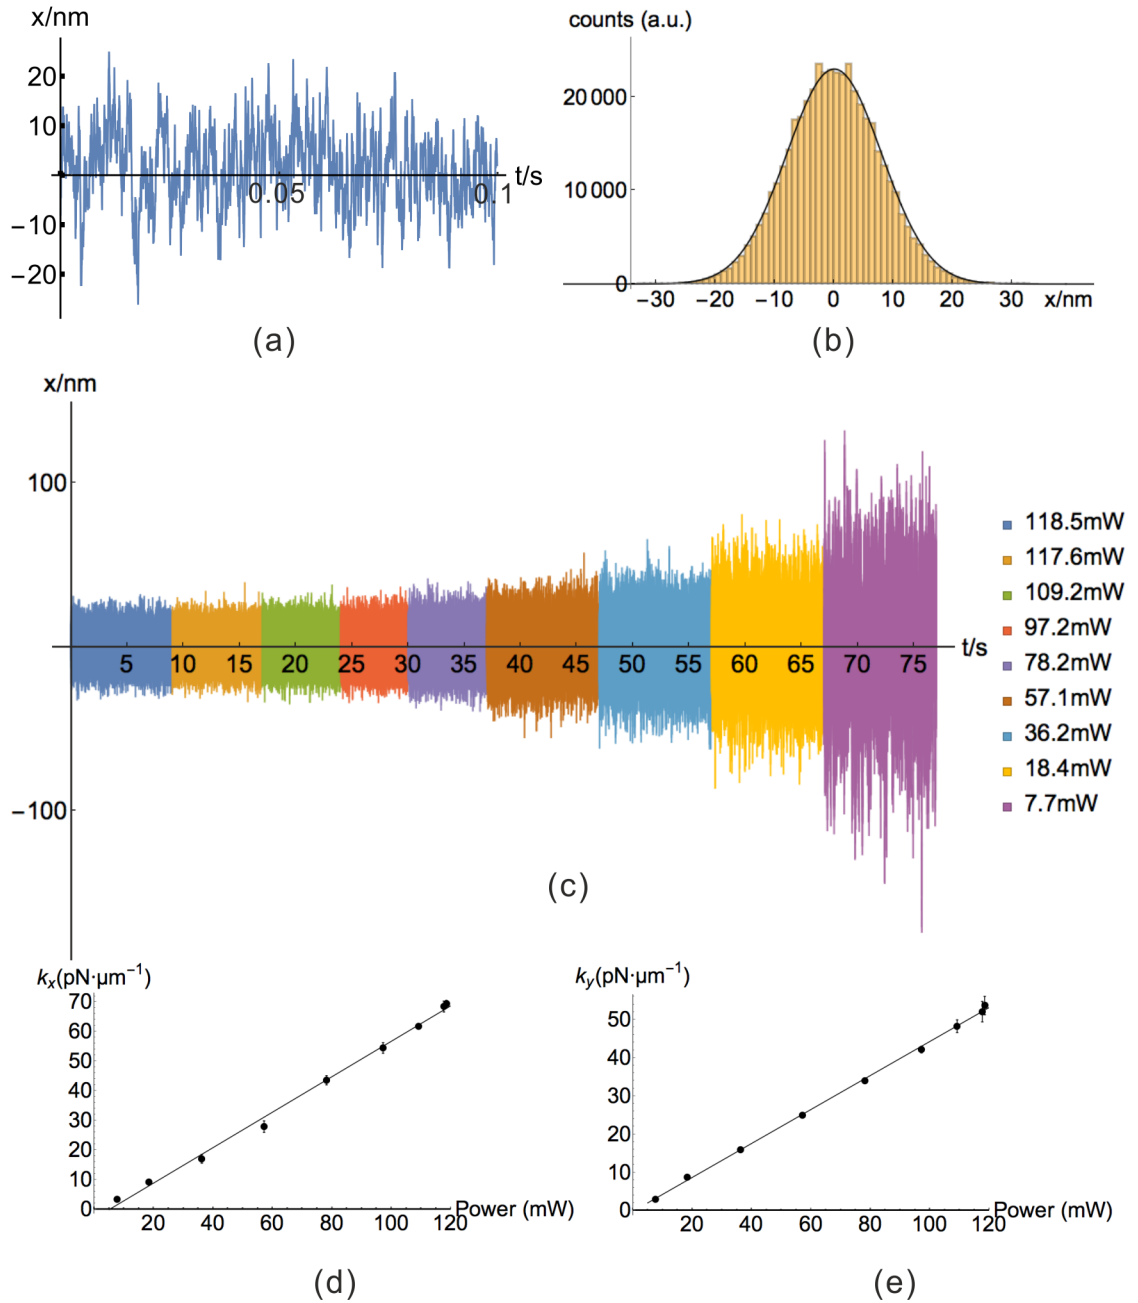 x/nm
20
10
−10
−20
0.05
0.1
t/s
(a)
counts (a.u.)
20 000
10 000
0
−30 −20 −10 0 10 20 30 x/nm
(b)
x/nm
100
−100
5 10 15 20 25 30 35 40 45 50 55 60 65 70 75 t/s
118.5mW
117.6mW
109.2mW
97.2mW
78.2mW
57.1mW
36.2mW
18.4mW
7.7mW
(c)
kx(pN·μm⁻¹)
70
60
50
40
30
20
10
0
20 40 60 80 100 120 Power (mW)
(d)
ky(pN·μm⁻¹)
50
40
30
20
10
0
20 40 60 80 100 120 Power (mW)
(e)